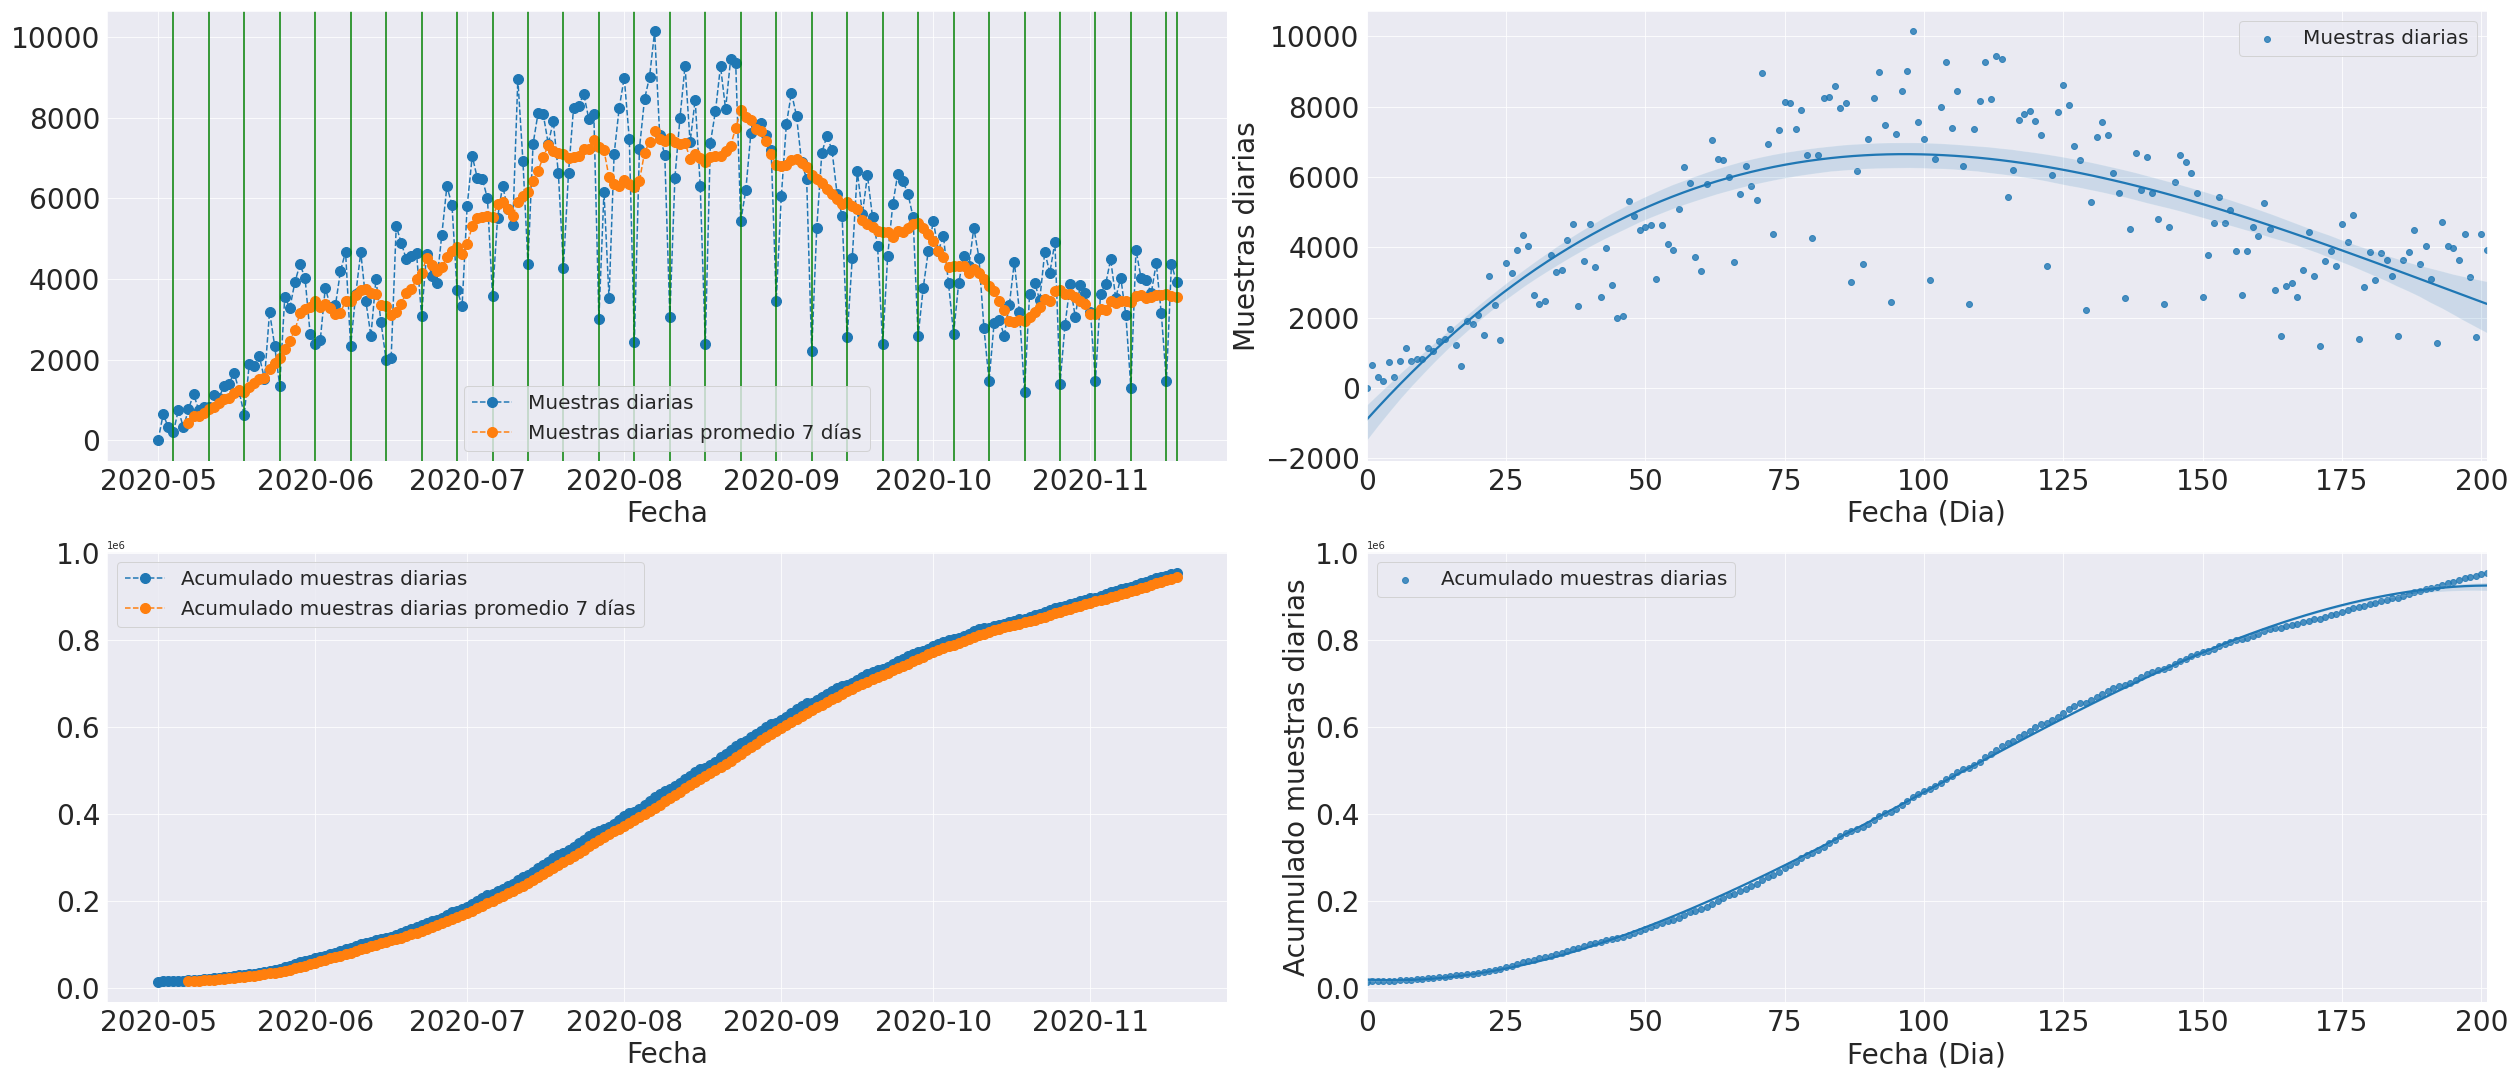 10000
8000
6000
4000
2000
0
Muestras diarias
Muestras diarias promedio 7 días
2020-05 2020-06 2020-07 2020-08 2020-09 2020-10 2020-11
Fecha
Muestras diarias
10000
8000
6000
4000
2000
0
−2000
Muestras diarias
0 25 50 75 100 125 150 175 200
Fecha (Dia)
1e6
1.0
0.8
0.6
0.4
0.2
0.0
Acumulado muestras diarias
Acumulado muestras diarias promedio 7 días
2020-05 2020-06 2020-07 2020-08 2020-09 2020-10 2020-11
Fecha
Acumulado muestras diarias
1e6
1.0
0.8
0.6
0.4
0.2
0.0
Acumulado muestras diarias
0 25 50 75 100 125 150 175 200
Fecha (Dia)